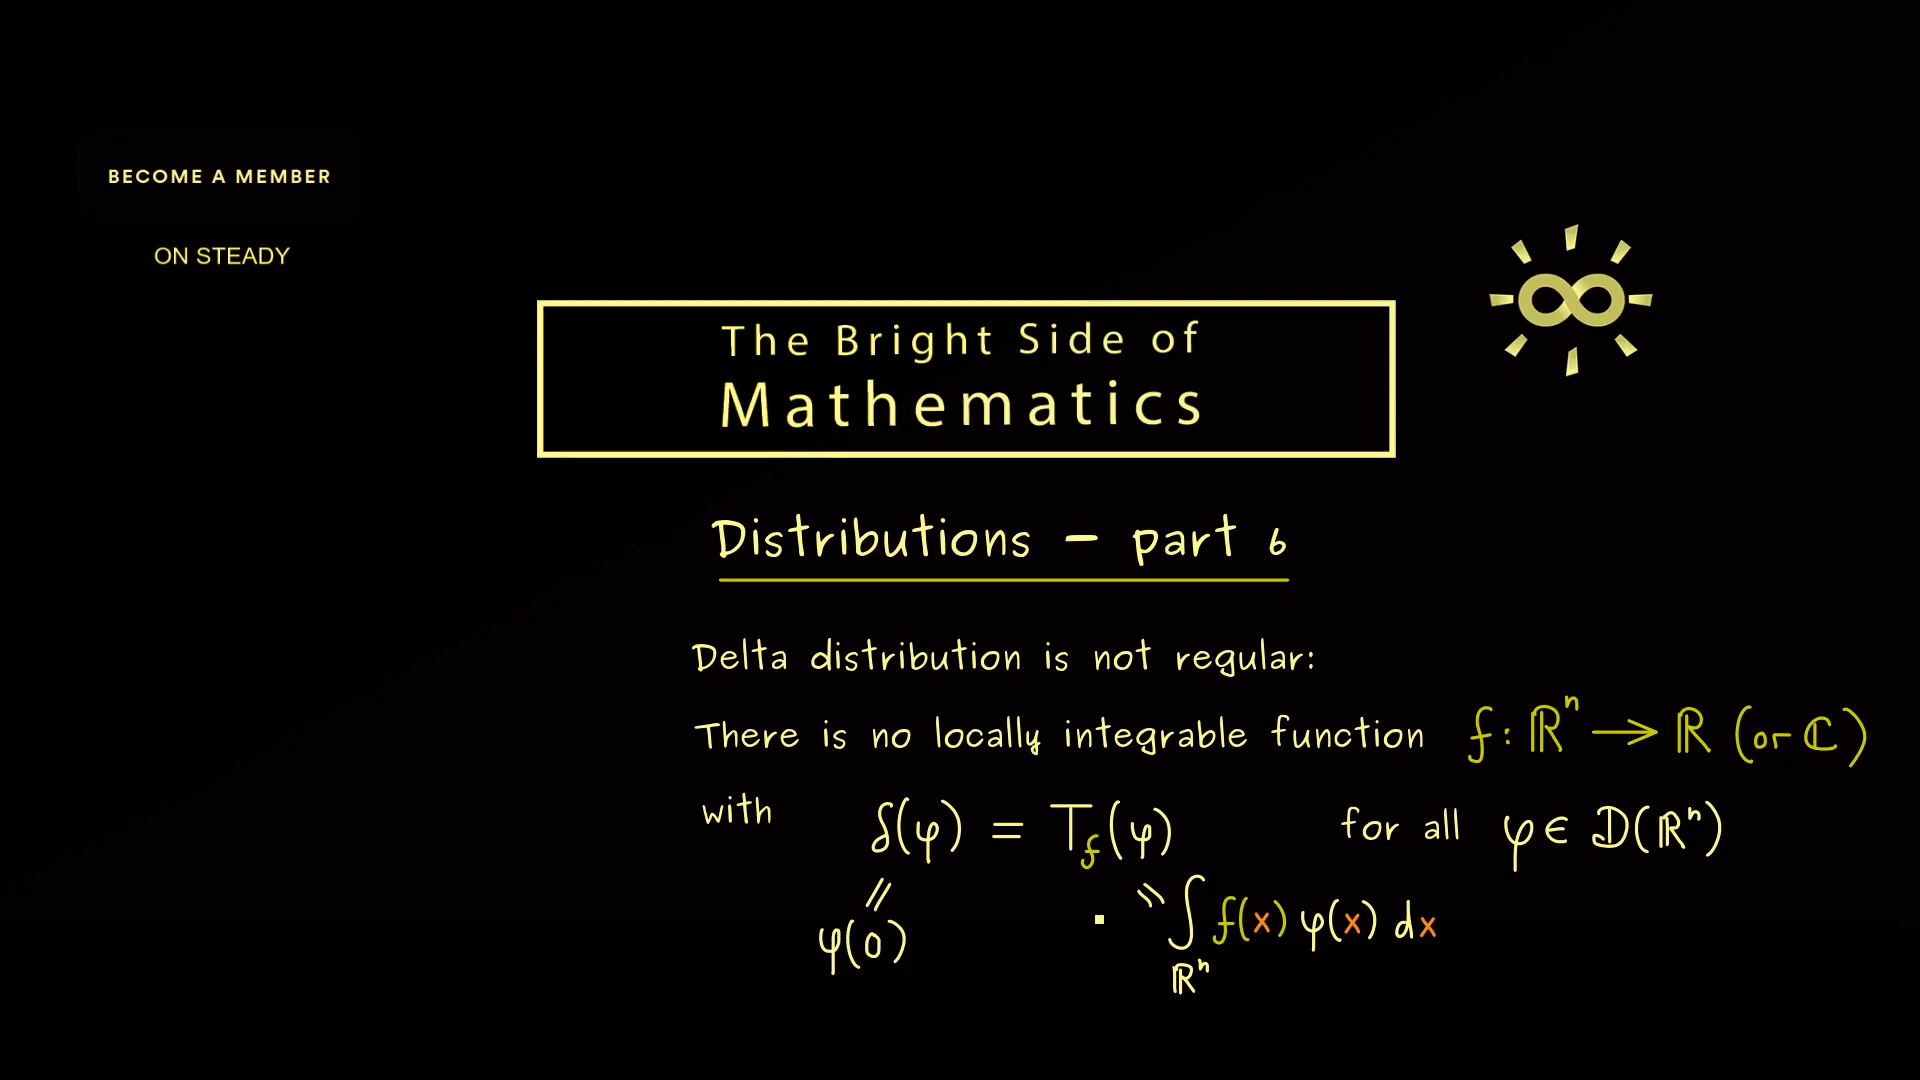 BECOME A MEMBER
ON STEADY
The Bright Side of
Mathematics
Distributions – part 6
Delta distribution is not regular:
There is no locally integrable function f: ℝⁿ ⟶ ℝ (or ℂ)
with δ(φ) = T_f(φ) for all φ ∈ 𝒟(ℝⁿ)
= =
φ(0) ∫_ℝⁿ f(x) φ(x) dx